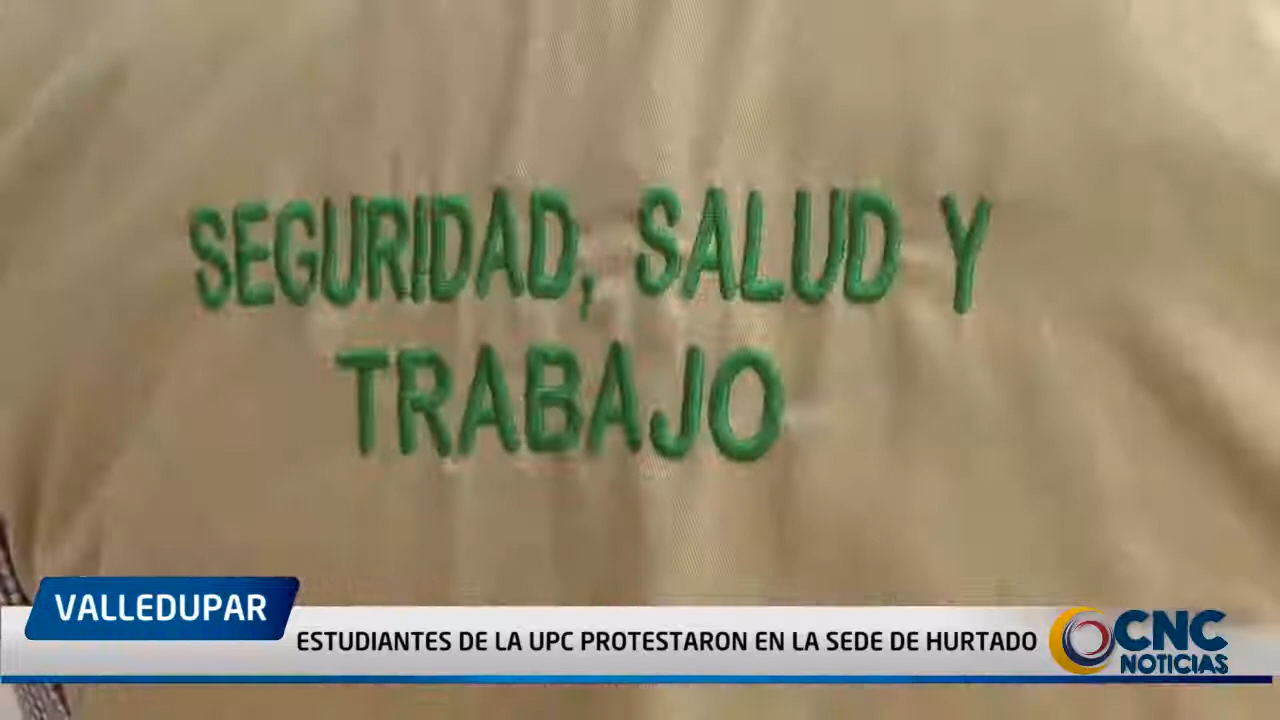 SEGURIDAD, SALUD Y
TRABAJO
VALLEDUPAR
ESTUDIANTES DE LA UPC PROTESTARON EN LA SEDE DE HURTADO
CNC
NOTICIAS